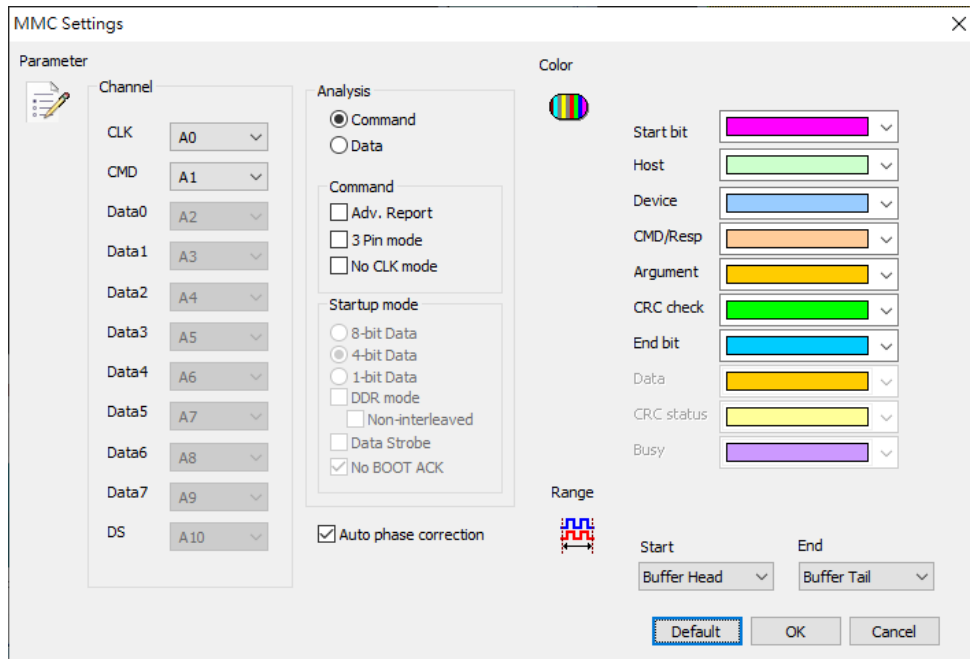 MMC Settings
Parameter
Channel
CLK A0
CMD A1
Data0 A2
Data1 A3
Data2 A4
Data3 A5
Data4 A6
Data5 A7
Data6 A8
Data7 A9
DS A10
Analysis
Command
Data
Command
Adv. Report
3 Pin mode
No CLK mode
Startup mode
8-bit Data
4-bit Data
1-bit Data
DDR mode
Non-interleaved
Data Strobe
No BOOT ACK
Auto phase correction
Color
Start bit
Host
Device
CMD/Resp
Argument
CRC check
End bit
Data
CRC status
Busy
Range
Start End
Buffer Head Buffer Tail
Default OK Cancel